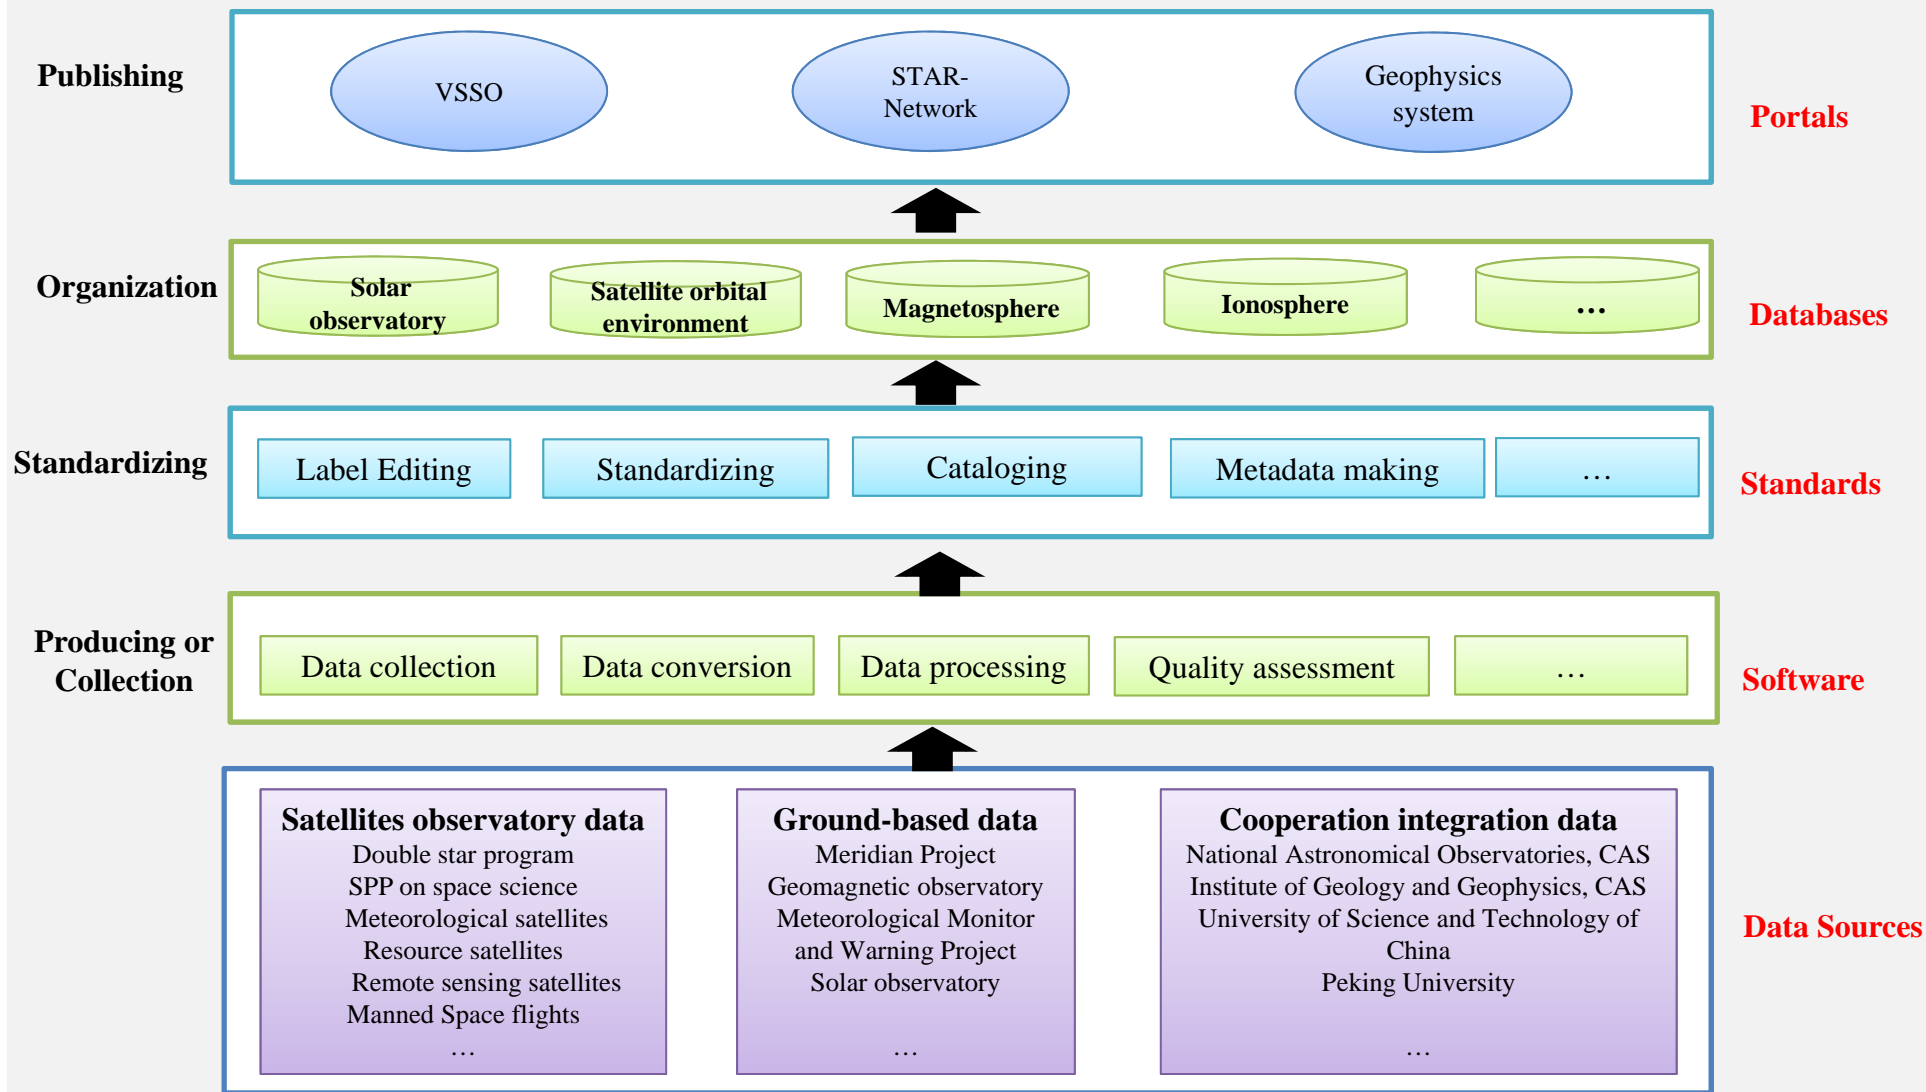 Publishing
VSSO
STAR-
Network
Geophysics
system
Portals
Organization
Solar
observatory
Satellite orbital
environment
Magnetosphere
Ionosphere
...
Databases
Standardizing
Label Editing
Standardizing
Cataloging
Metadata making
…
Standards
Producing or
Collection
Data collection
Data conversion
Data processing
Quality assessment
…
Software
Satellites observatory data
Double star program
SPP on space science
Meteorological satellites
Resource satellites
Remote sensing satellites
Manned Space flights
…
Ground-based data
Meridian Project
Geomagnetic observatory
Meteorological Monitor
and Warning Project
Solar observatory
…
Cooperation integration data
National Astronomical Observatories, CAS
Institute of Geology and Geophysics, CAS
University of Science and Technology of
China
Peking University
…
Data Sources